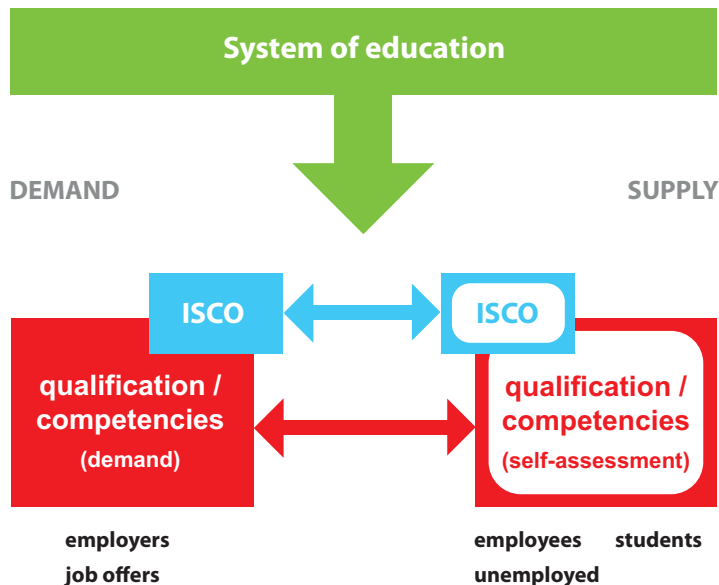 System of education
DEMAND
SUPPLY
ISCO
ISCO
qualification /
competencies
(demand)
qualification /
competencies
(self-assessment)
employers
job offers
employees students
unemployed